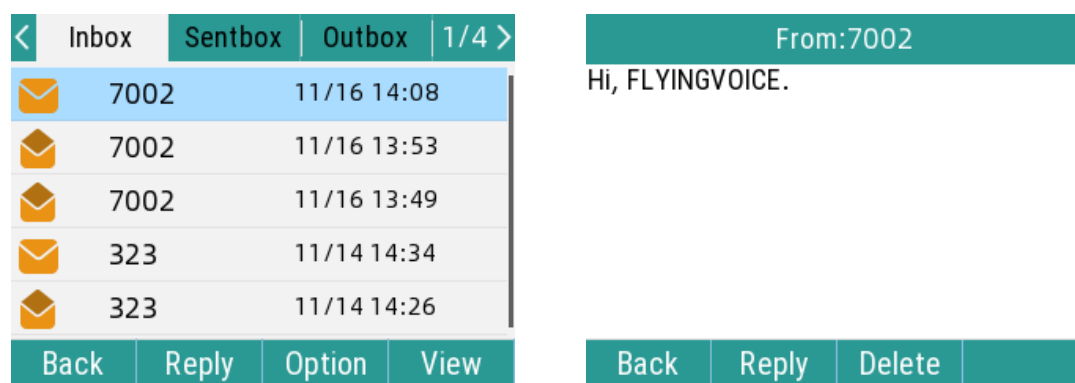 Inbox Sentbox Outbox 1/4
7002 11/16 14:08
7002 11/16 13:53
7002 11/16 13:49
323 11/14 14:34
323 11/14 14:26
Back Reply Option View
From:7002
Hi, FLYINGVOICE.
Back Reply Delete